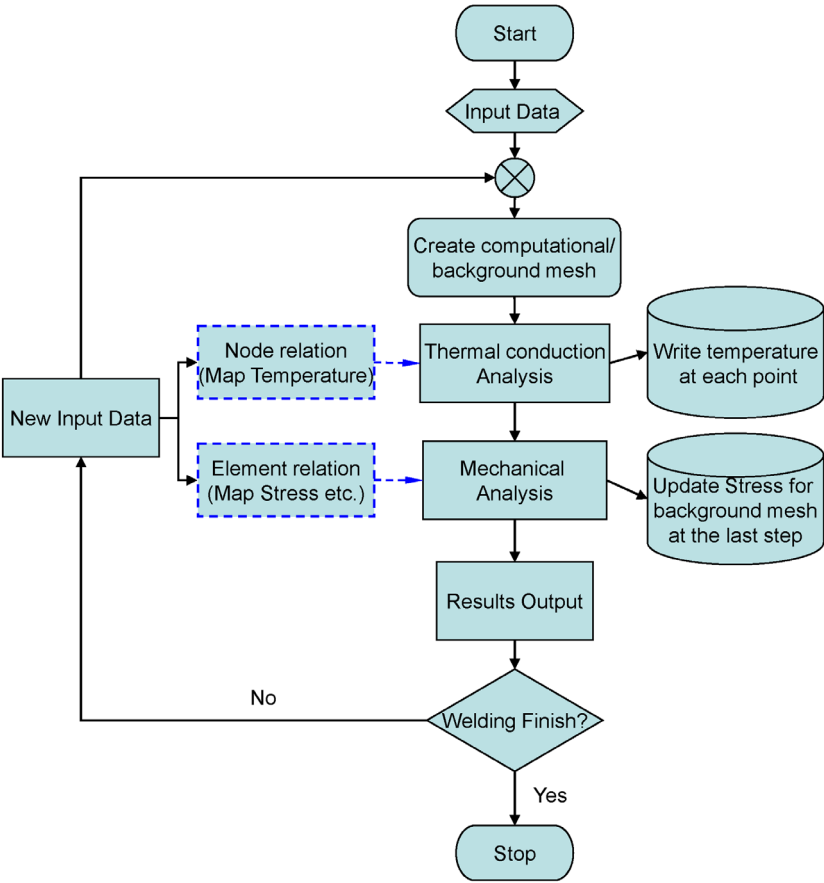 Start
Input Data
Create computational/
background mesh
Node relation
(Map Temperature)
Thermal conduction
Analysis
Write temperature
at each point
New Input Data
Element relation
(Map Stress etc.)
Mechanical
Analysis
Update Stress for
background mesh
at the last step
Results Output
No
Welding Finish?
Yes
Stop